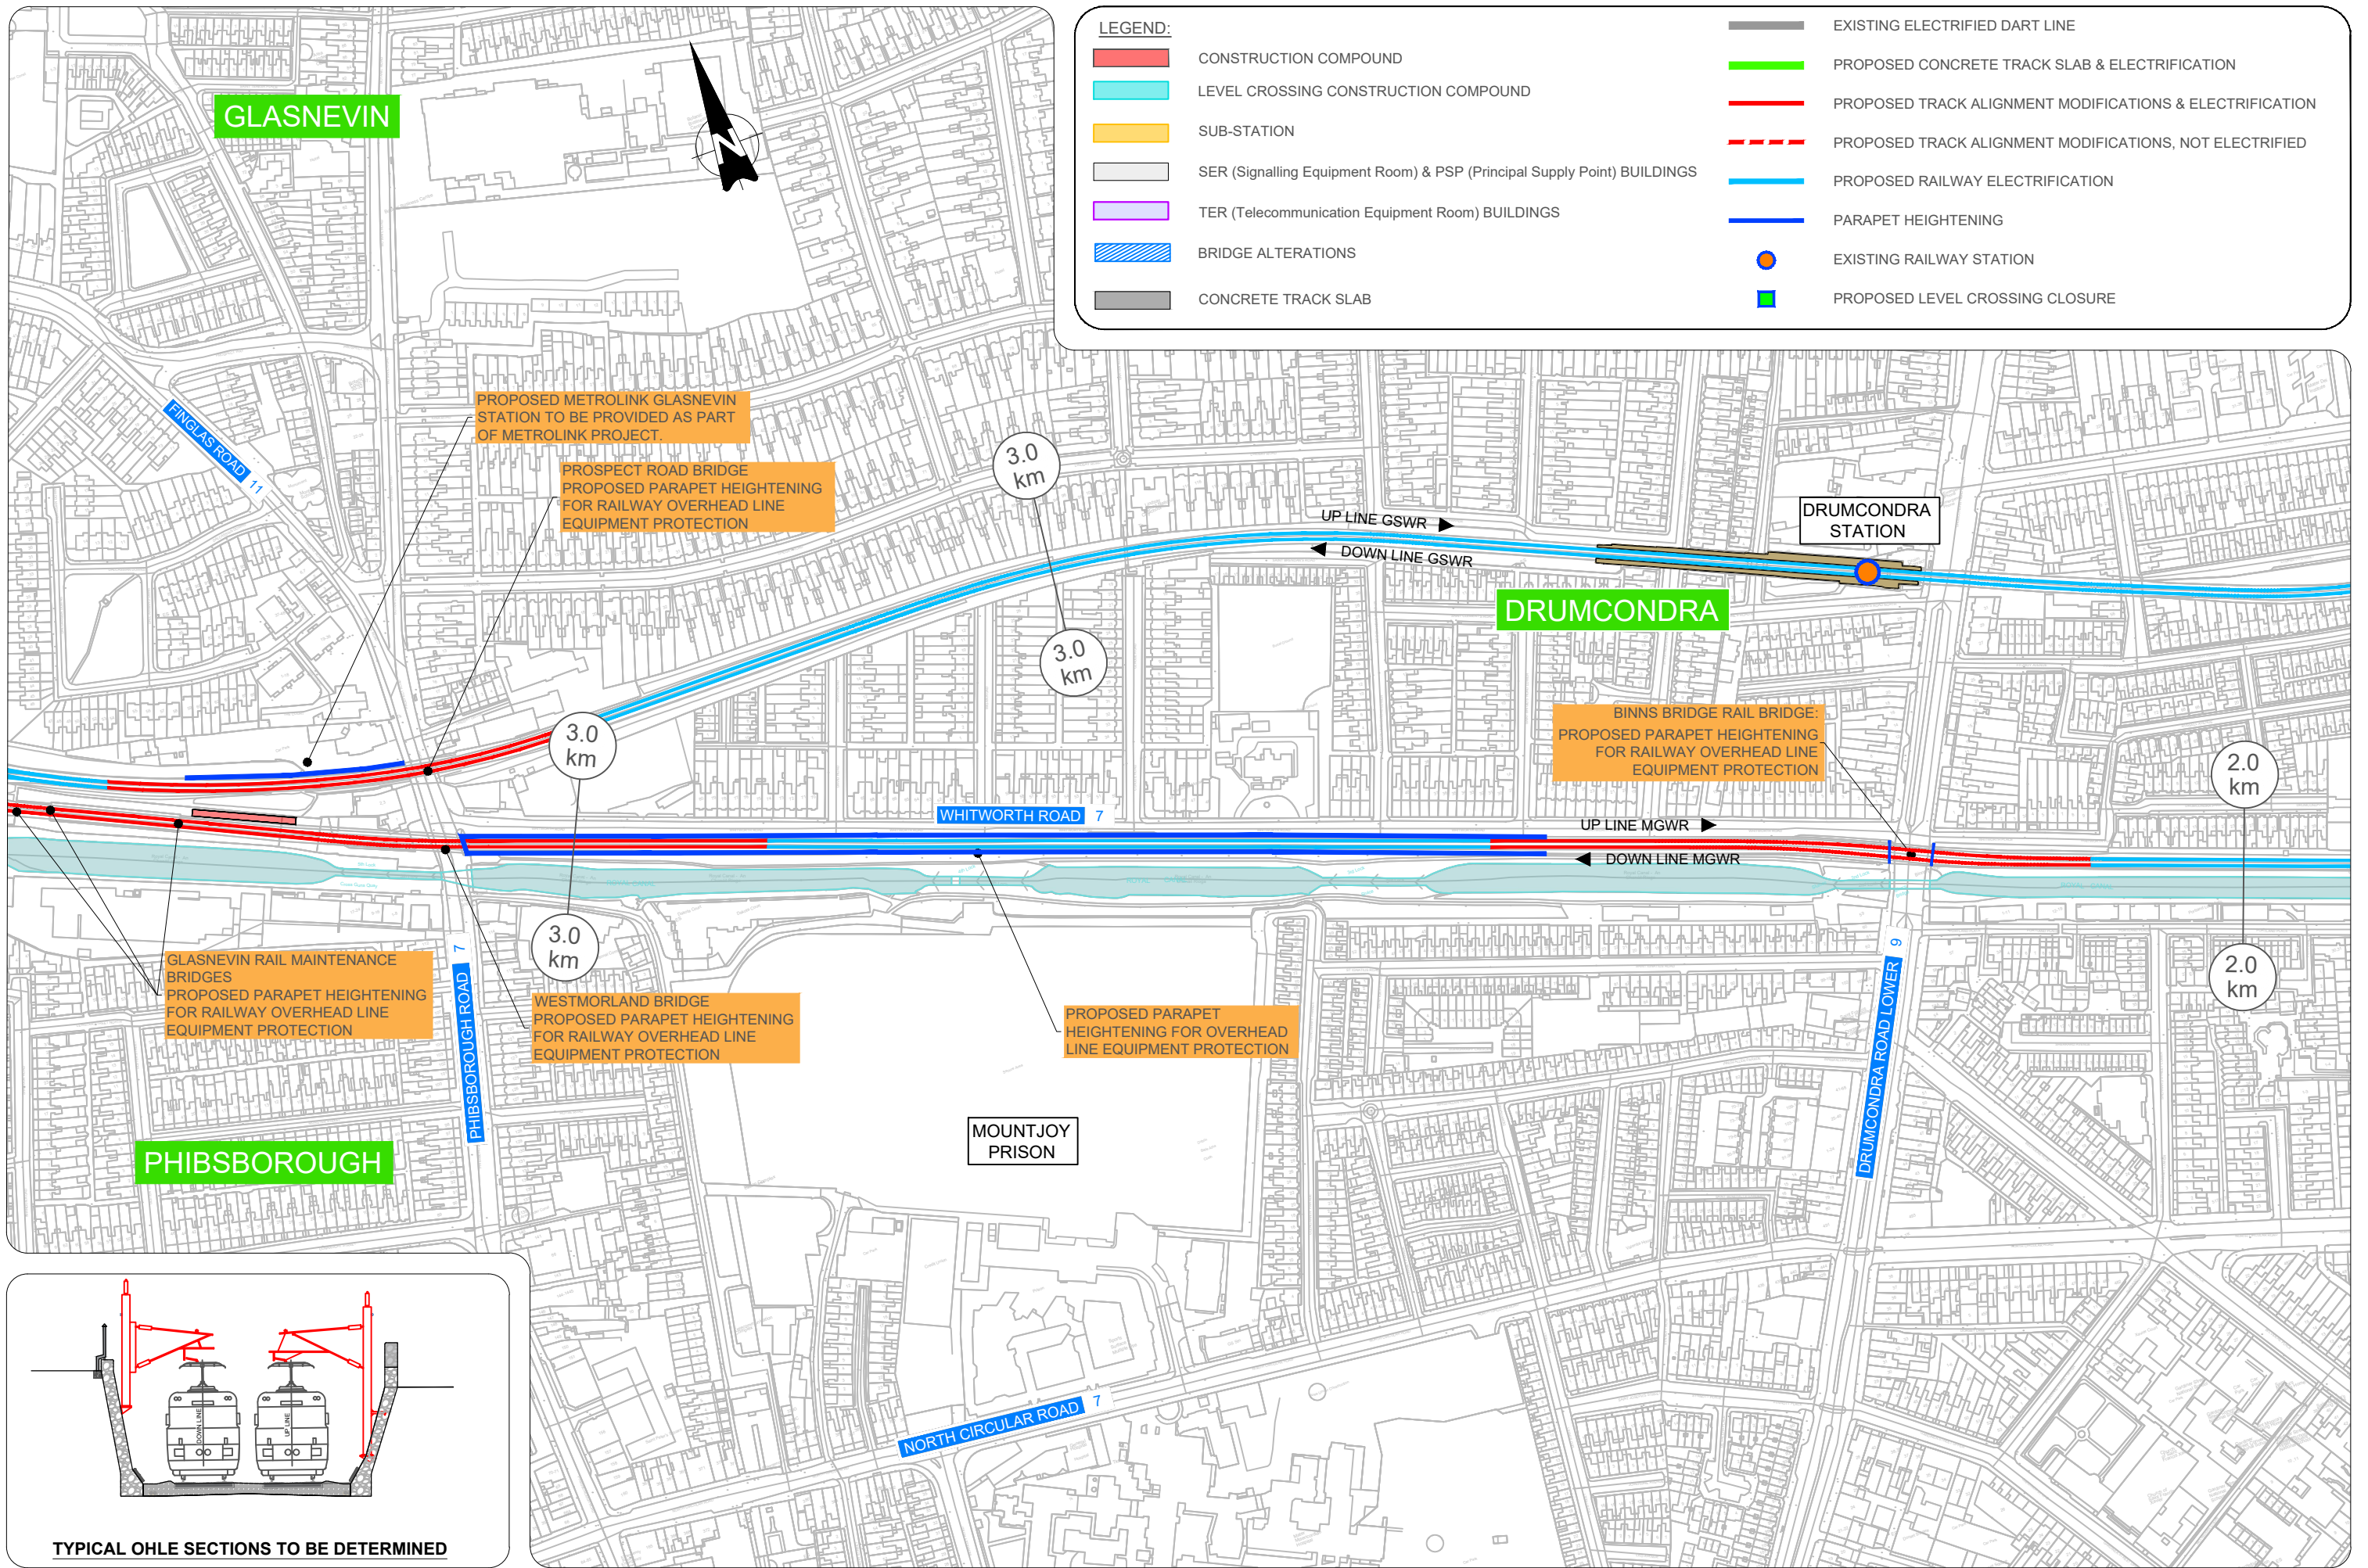 LEGEND:
CONSTRUCTION COMPOUND
LEVEL CROSSING CONSTRUCTION COMPOUND
SUB-STATION
SER (Signalling Equipment Room) & PSP (Principal Supply Point) BUILDINGS
TER (Telecommunication Equipment Room) BUILDINGS
BRIDGE ALTERATIONS
CONCRETE TRACK SLAB
EXISTING ELECTRIFIED DART LINE
PROPOSED CONCRETE TRACK SLAB & ELECTRIFICATION
PROPOSED TRACK ALIGNMENT MODIFICATIONS & ELECTRIFICATION
PROPOSED TRACK ALIGNMENT MODIFICATIONS, NOT ELECTRIFIED
PROPOSED RAILWAY ELECTRIFICATION
PARAPET HEIGHTENING
EXISTING RAILWAY STATION
PROPOSED LEVEL CROSSING CLOSURE
GLASNEVIN
FINGLAS ROAD 11
PROPOSED METROLINK GLASNEVIN
STATION TO BE PROVIDED AS PART
OF METROLINK PROJECT.
PROSPECT ROAD BRIDGE
PROPOSED PARAPET HEIGHTENING
FOR RAILWAY OVERHEAD LINE
EQUIPMENT PROTECTION
3.0
km
3.0
km
UP LINE GSWR
DOWN LINE GSWR
DRUMCONDRA
STATION
DRUMCONDRA
3.0
km
3.0
km
BINNS BRIDGE RAIL BRIDGE:
PROPOSED PARAPET HEIGHTENING
FOR RAILWAY OVERHEAD LINE
EQUIPMENT PROTECTION
2.0
km
2.0
km
WHITWORTH ROAD 7
UP LINE MGWR
DOWN LINE MGWR
GLASNEVIN RAIL MAINTENANCE
BRIDGES
PROPOSED PARAPET HEIGHTENING
FOR RAILWAY OVERHEAD LINE
EQUIPMENT PROTECTION
PHIBSBOROUGH ROAD 7
WESTMORLAND BRIDGE
PROPOSED PARAPET HEIGHTENING
FOR RAILWAY OVERHEAD LINE
EQUIPMENT PROTECTION
PROPOSED PARAPET
HEIGHTENING FOR OVERHEAD
LINE EQUIPMENT PROTECTION
DRUMCONDRA ROAD LOWER 9
MOUNTJOY
PRISON
PHIBSBOROUGH
NORTH CIRCULAR ROAD 7
DOWN LINE
UP LINE
TYPICAL OHLE SECTIONS TO BE DETERMINED